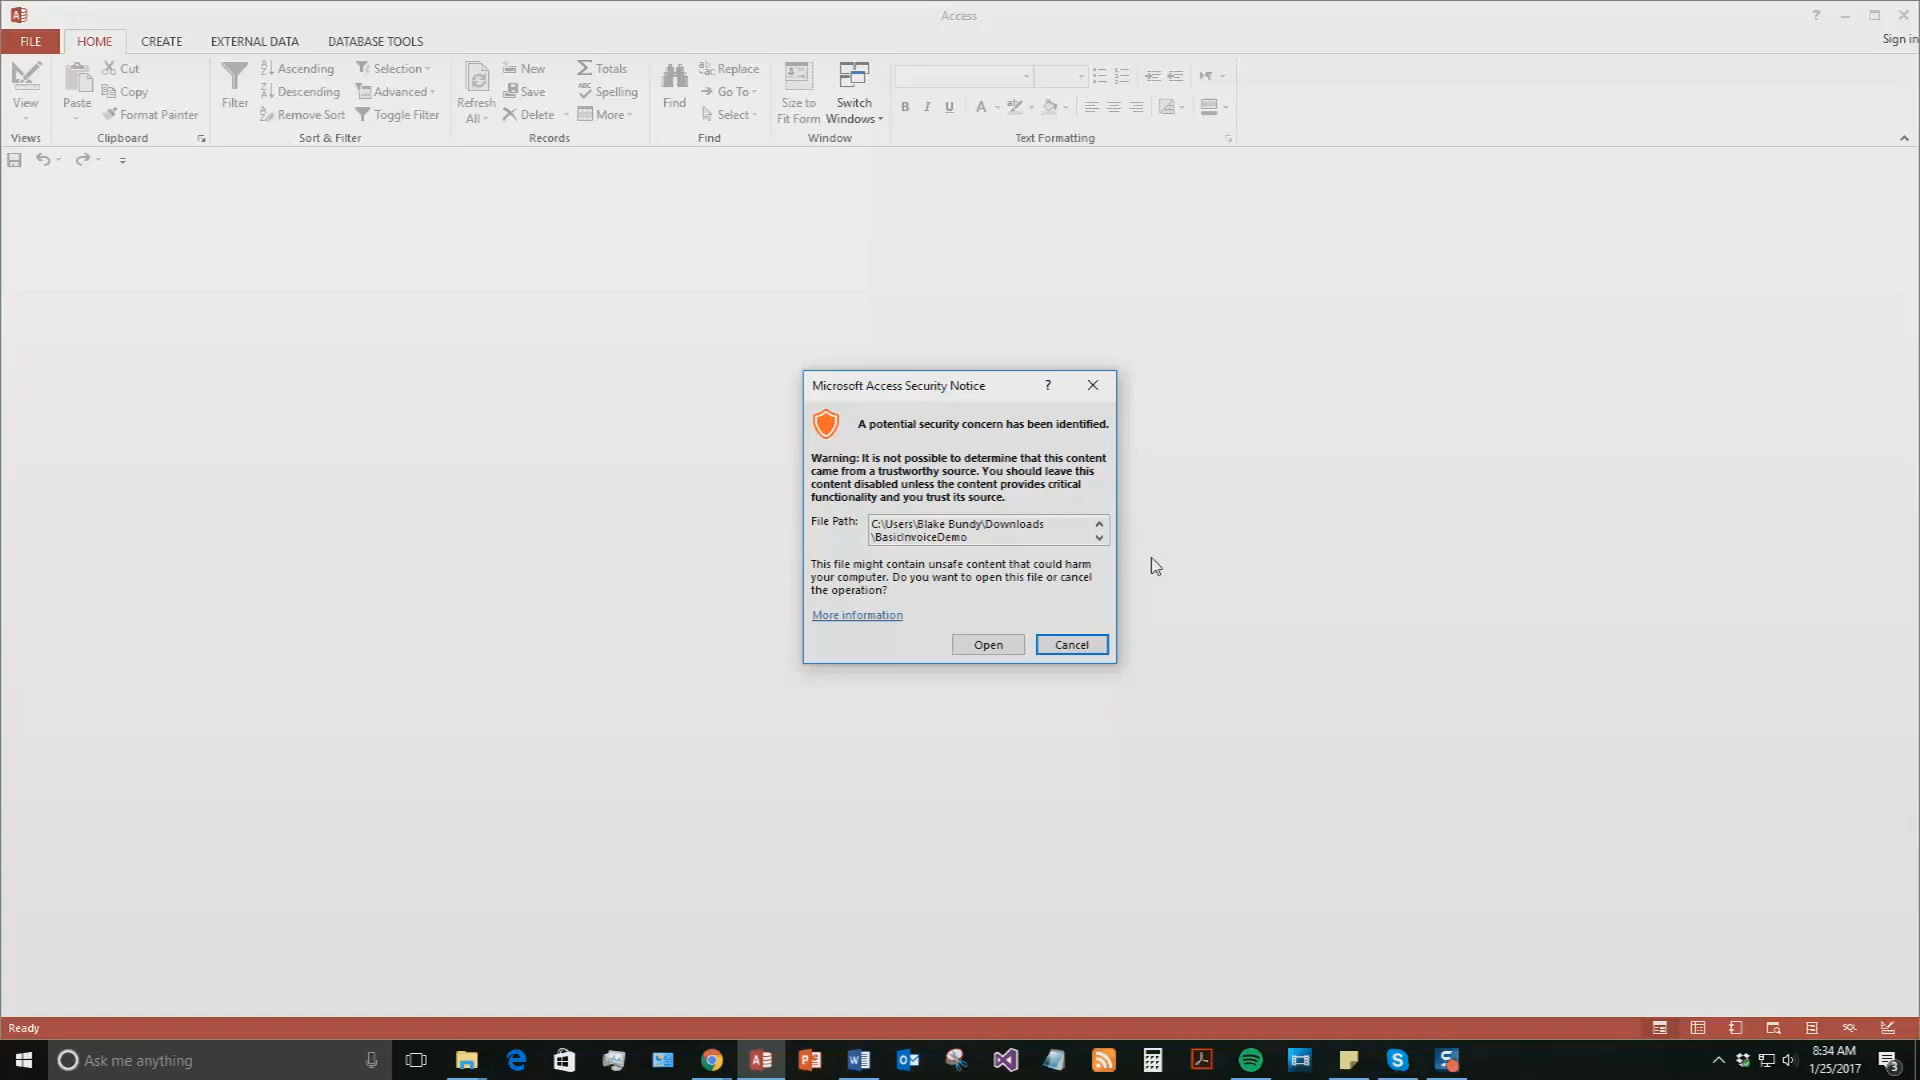 Access
Sign in
FILE HOME CREATE EXTERNAL DATA DATABASE TOOLS
View
Views
Paste
Cut
Copy
Format Painter
Clipboard
Filter
Ascending
Descending
Remove Sort
Selection
Advanced
Toggle Filter
Sort & Filter
Refresh
All
New
Save
Delete
Totals
Spelling
More
Records
Find
Replace
Go To
Select
Find
Size to
Fit Form
Switch
Windows
Window
B I U A
Text Formatting
Microsoft Access Security Notice
A potential security concern has been identified.
Warning: It is not possible to determine that this content
came from a trustworthy source. You should leave this
content disabled unless the content provides critical
functionality and you trust its source.
File Path: C:\Users\Blake Bundy\Downloads
\BasicInvoiceDemo
This file might contain unsafe content that could harm
your computer. Do you want to open this file or cancel
the operation?
More information
Open Cancel
Ready
SQL
Ask me anything
8:34 AM
1/25/2017
3